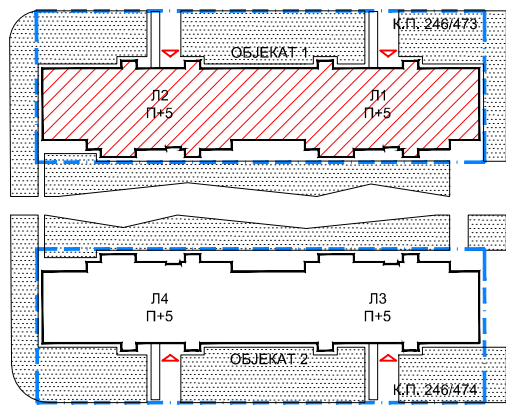 К.П. 246/473
ОБЈЕКАТ 1
Л2
П+5
Л1
П+5
Л4
П+5
Л3
П+5
ОБЈЕКАТ 2
К.П. 246/474